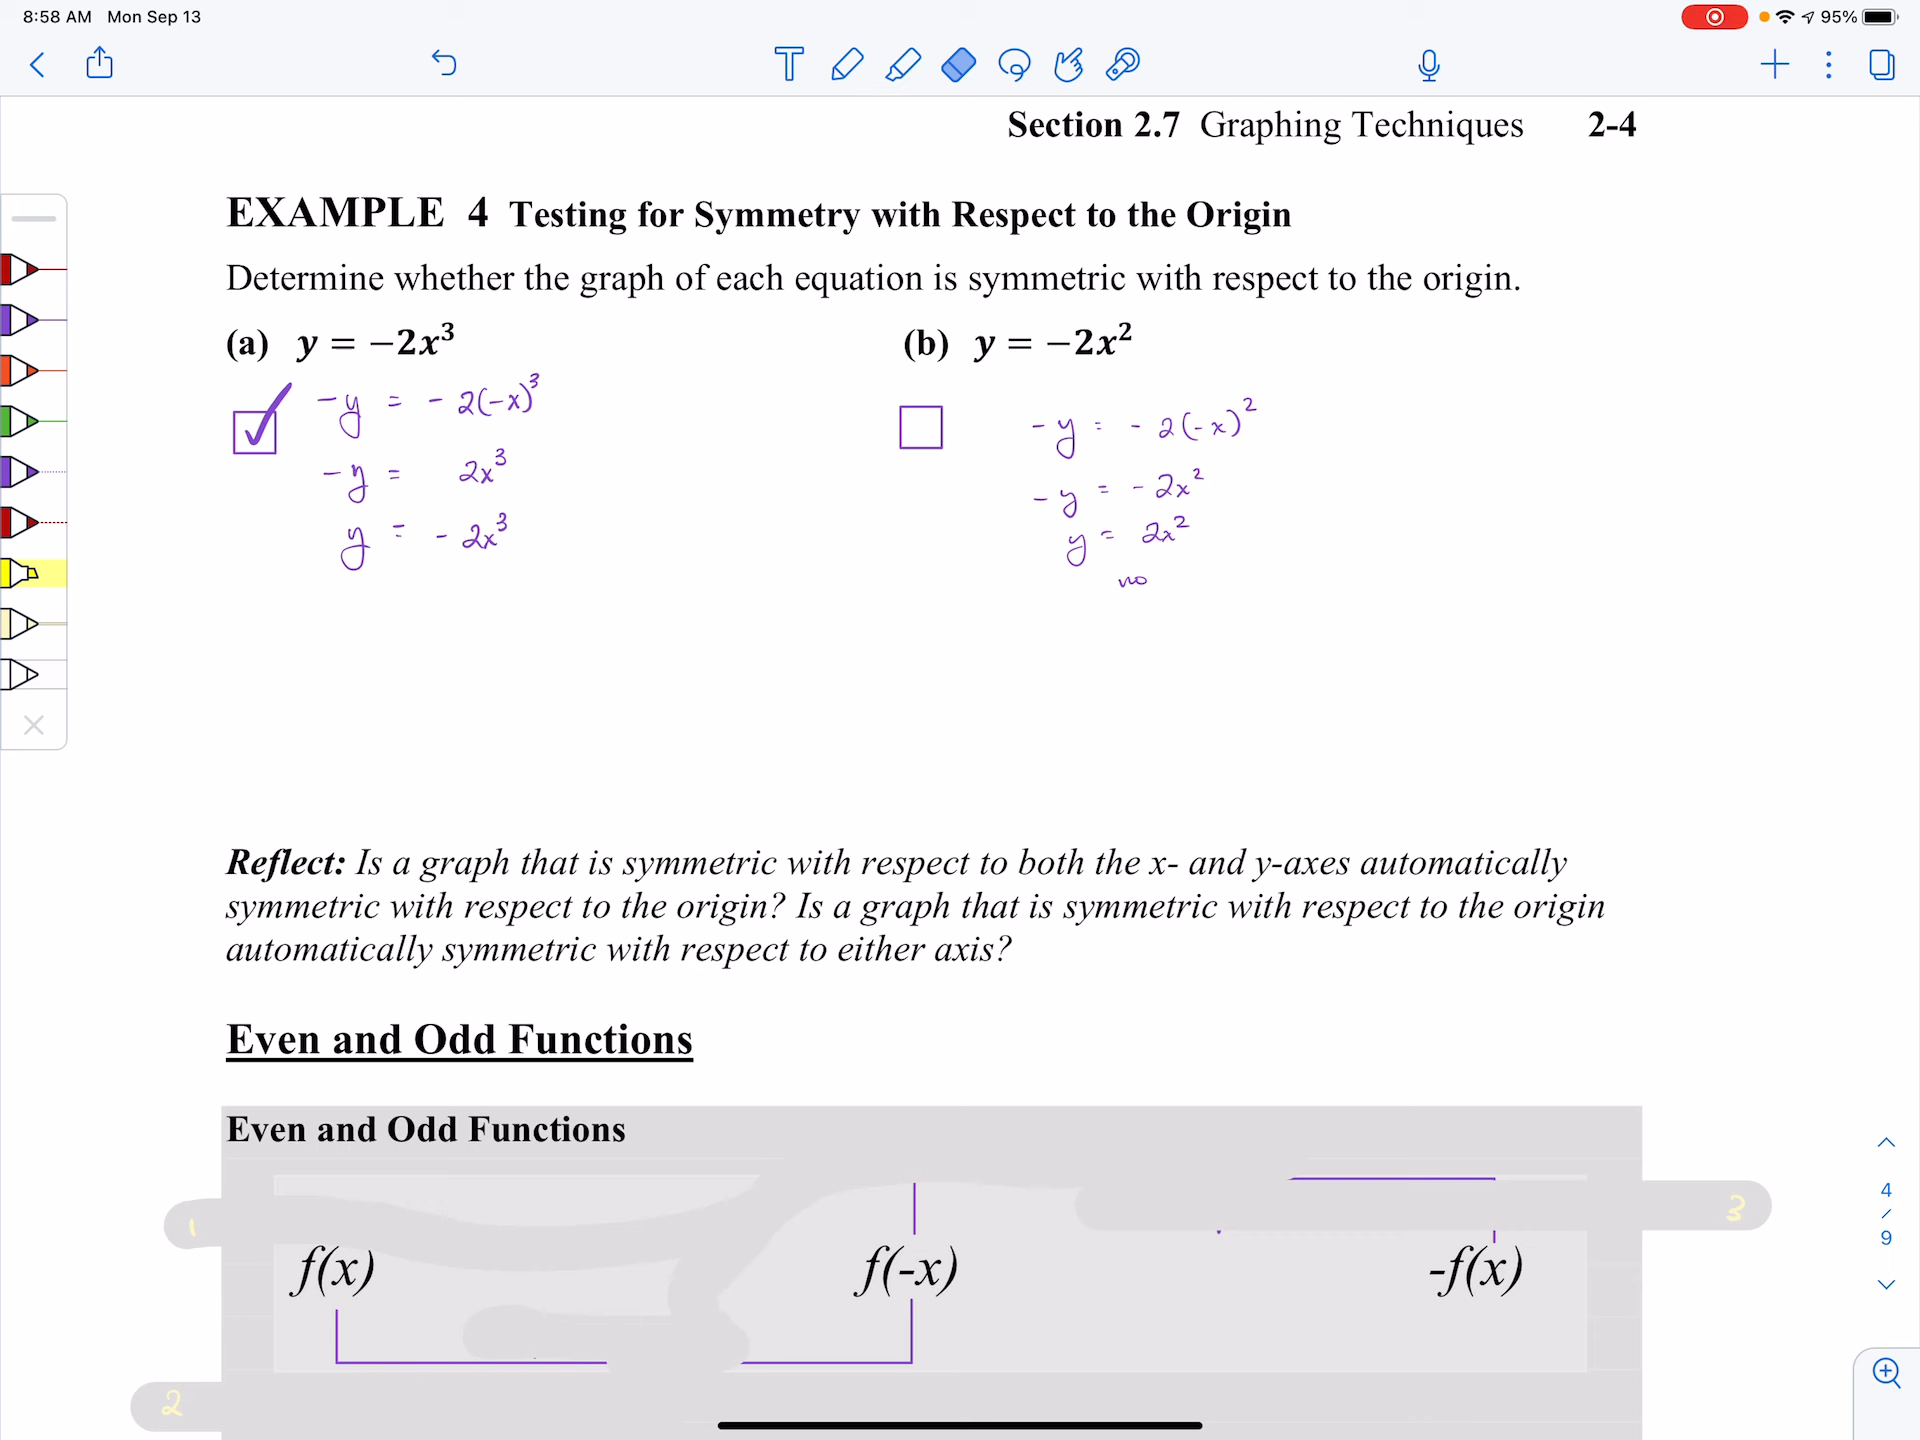 8:58 AM Mon Sep 13 95%
Section 2.7 Graphing Techniques 2-4
EXAMPLE 4 Testing for Symmetry with Respect to the Origin
Determine whether the graph of each equation is symmetric with respect to the origin.
(a) y = −2x³ (b) y = −2x²
-y = - 2(-x)³
-y = 2x³
y = - 2x³
-y = - 2(-x)²
-y = - 2x²
y = 2x²
no
Reflect: Is a graph that is symmetric with respect to both the x- and y-axes automatically
symmetric with respect to the origin? Is a graph that is symmetric with respect to the origin
automatically symmetric with respect to either axis?
Even and Odd Functions
Even and Odd Functions
1
3
f(x) f(-x) -f(x)
2
4
/
9